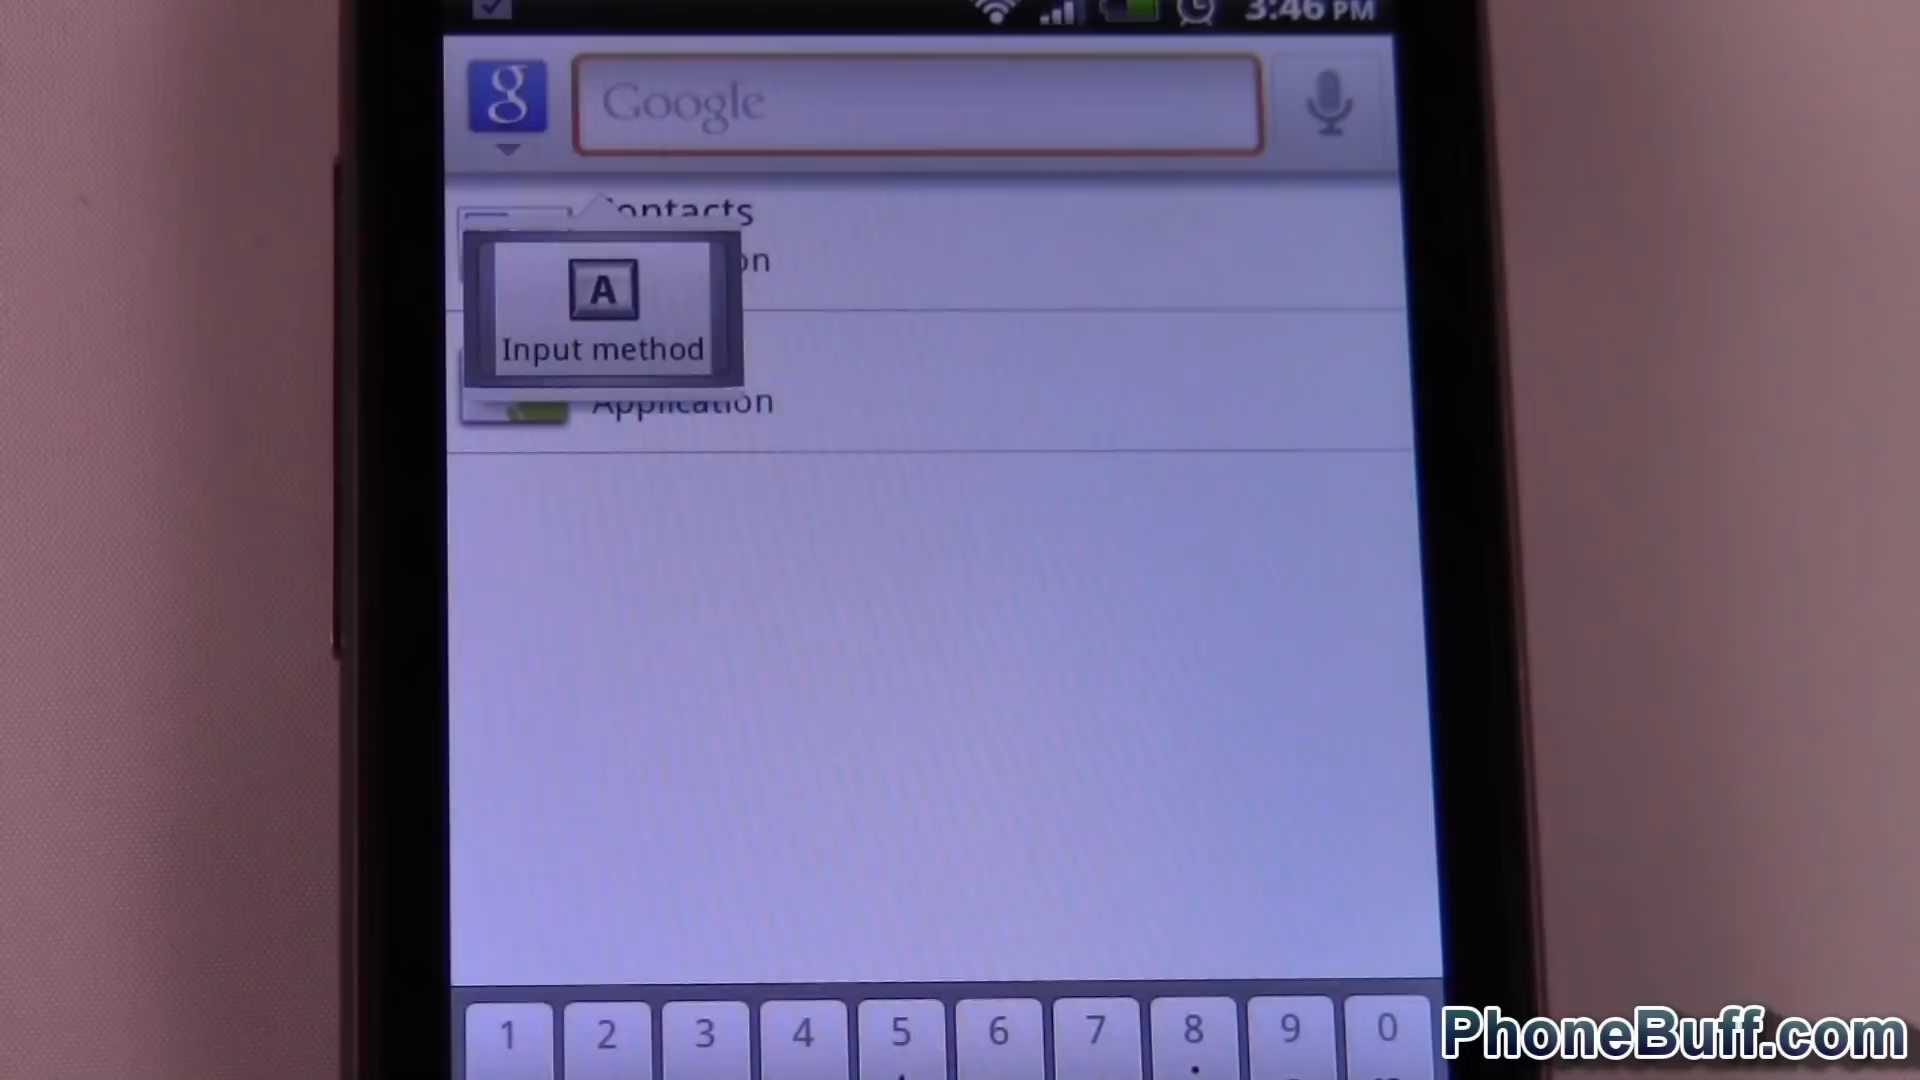 3:46 PM
g
Google
Contacts
on
A
Input method
Application
1 2 3 4 5 6 7 8 9 0
PhoneBuff.com